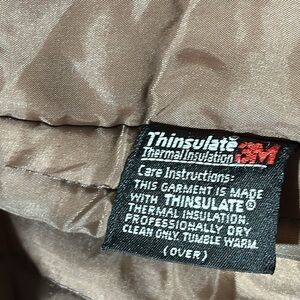 Thinsulate
Thermal Insulation 3M
Care Instructions:
THIS GARMENT IS MADE
WITH THINSULATE®
THERMAL INSULATION.
PROFESSIONALLY DRY
CLEAN ONLY. TUMBLE WARM.
(OVER)